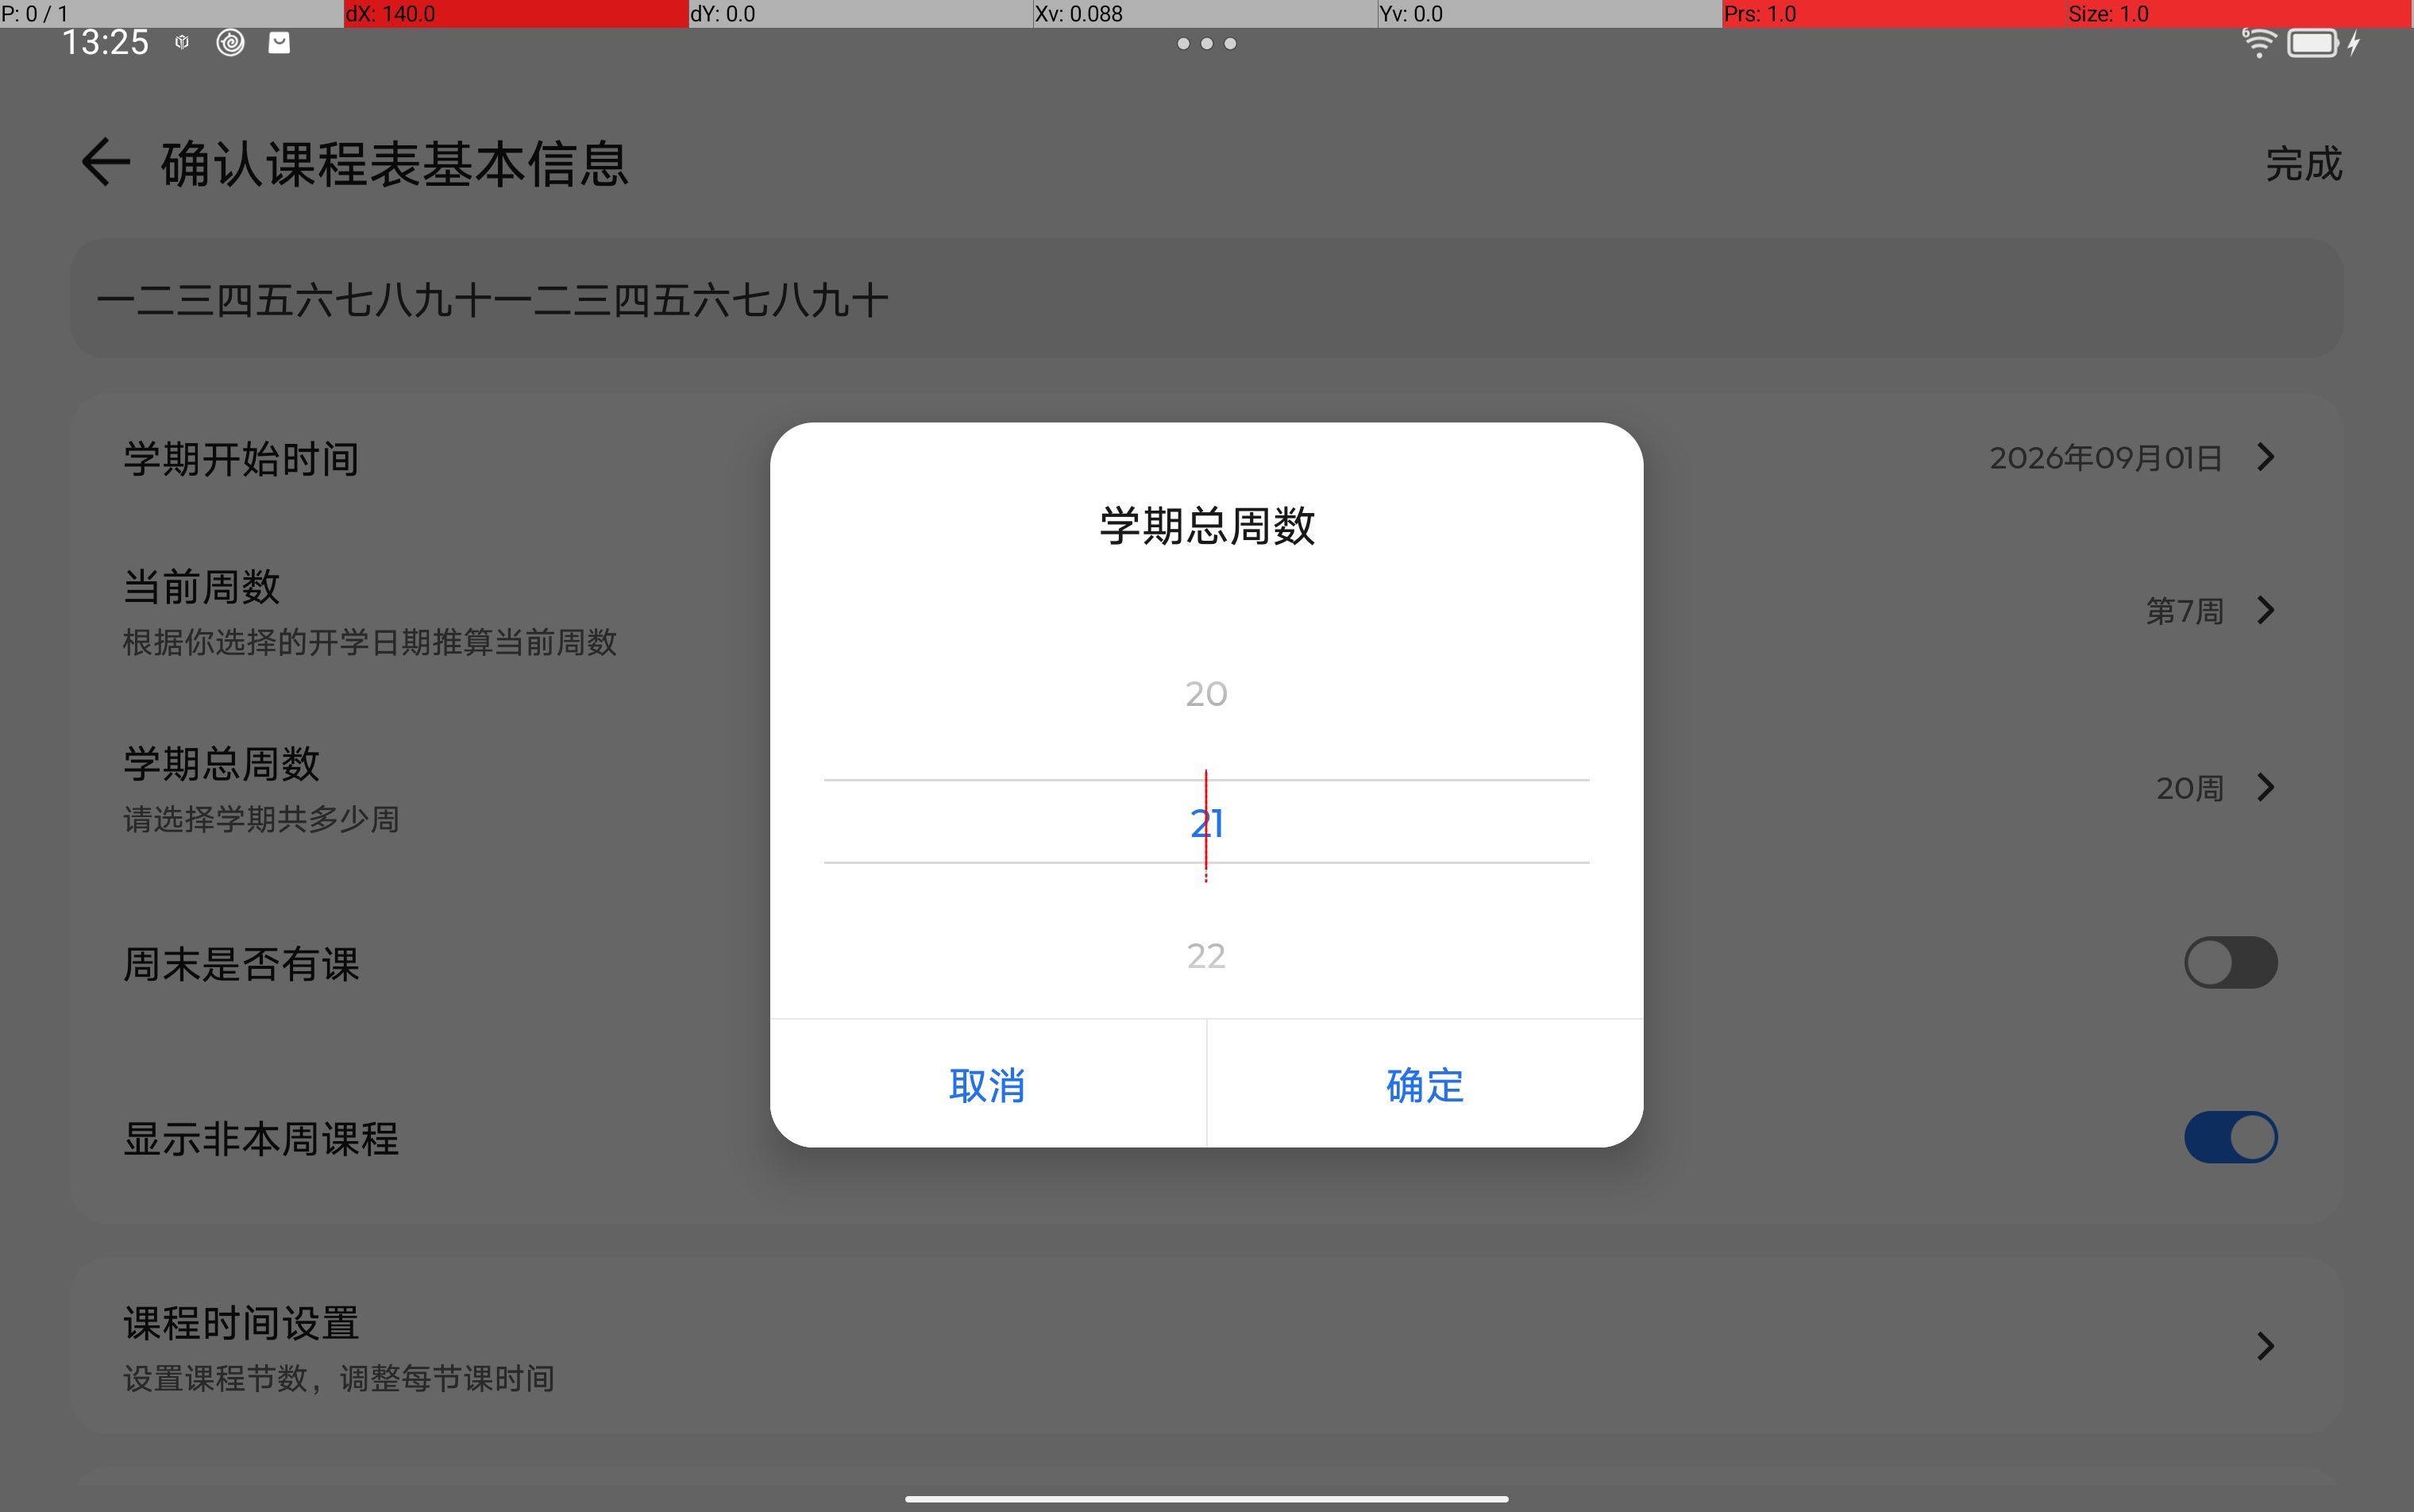 P: 0 / 1 dX: 140.0 dY: 0.0 Xv: 0.088 Yv: 0.0 Prs: 1.0 Size: 1.0
13:25 6
确认课程表基本信息 完成
一二三四五六七八九十一二三四五六七八九十
学期开始时间 2026年09月01日
当前周数 第7周
根据你选择的开学日期推算当前周数
学期总周数 20周
请选择学期共多少周
周末是否有课
显示非本周课程
课程时间设置
设置课程节数，调整每节课时间
学期总周数
20
21
22
取消 确定